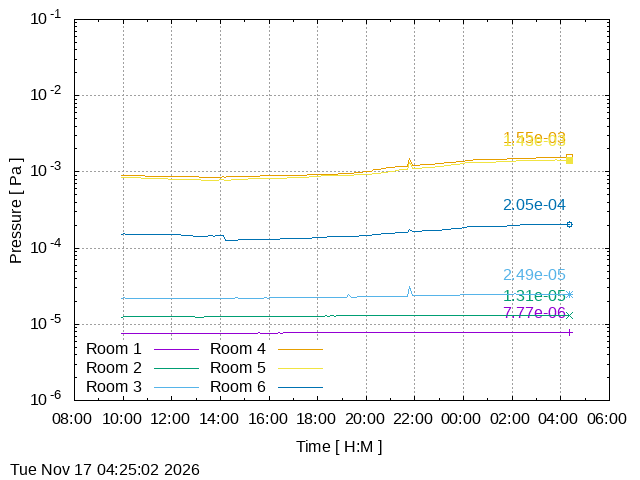 10^-1
10^-2
10^-3
10^-4
10^-5
10^-6
Pressure [ Pa ]
1.55e-03
2.05e-04
2.49e-05
1.31e-05
7.77e-06
Room 1 Room 4
Room 2 Room 5
Room 3 Room 6
08:00 10:00 12:00 14:00 16:00 18:00 20:00 22:00 00:00 02:00 04:00 06:00
Time [ H:M ]
Tue Nov 17 04:25:02 2026